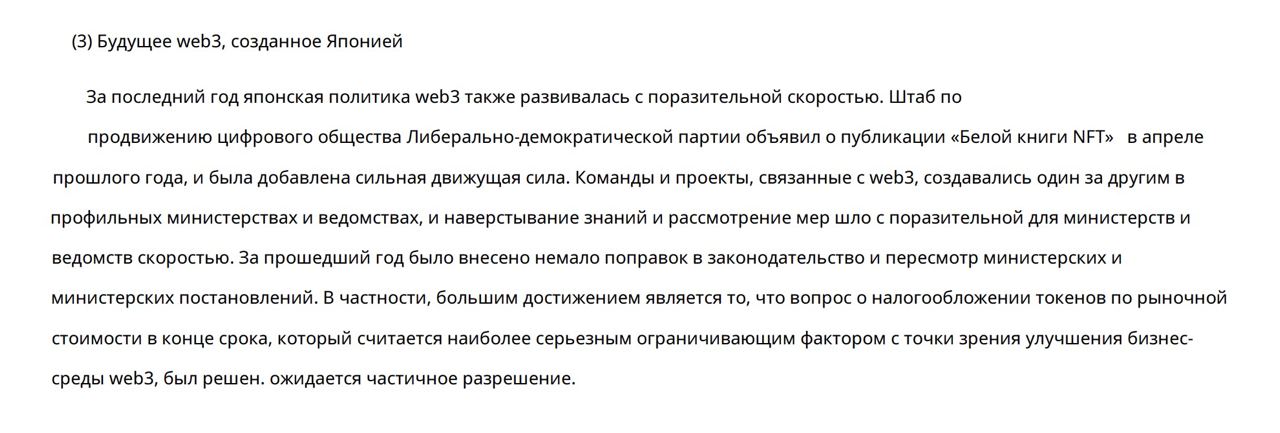 (3) Будущее web3, созданное Японией
За последний год японская политика web3 также развивалась с поразительной скоростью. Штаб по
продвижению цифрового общества Либерально-демократической партии объявил о публикации «Белой книги NFT» в апреле
прошлого года, и была добавлена сильная движущая сила. Команды и проекты, связанные с web3, создавались один за другим в
профильных министерствах и ведомствах, и наверстывание знаний и рассмотрение мер шло с поразительной для министерств и
ведомств скоростью. За прошедший год было внесено немало поправок в законодательство и пересмотр министерских и
министерских постановлений. В частности, большим достижением является то, что вопрос о налогообложении токенов по рыночной
стоимости в конце срока, который считается наиболее серьезным ограничивающим фактором с точки зрения улучшения бизнес-
среды web3, был решен. ожидается частичное разрешение.